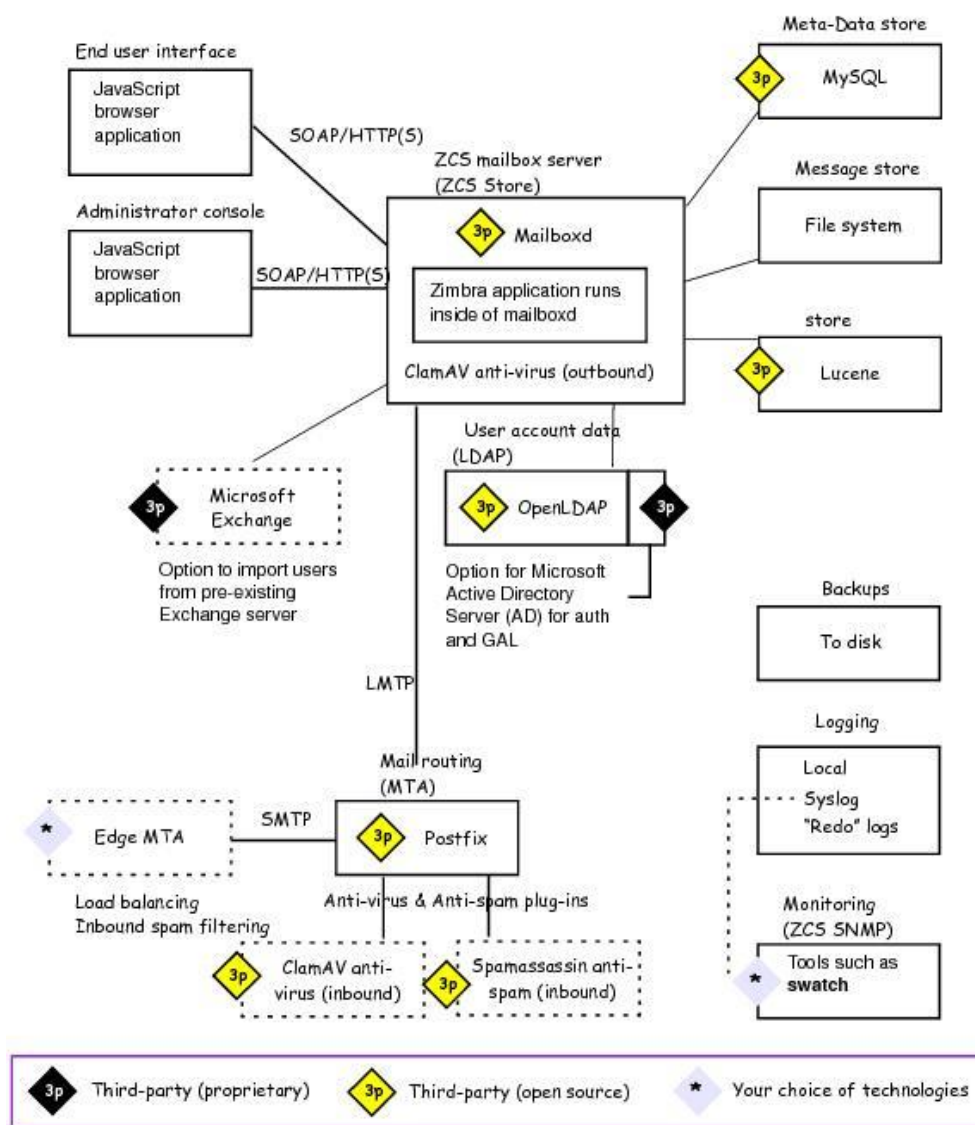 Meta-Data store
3p
MySQL
End user interface
JavaScript
browser
application
SOAP/HTTP(S)
ZCS mailbox server
(ZCS Store)
Message store
File system
Administrator console
JavaScript
browser
application
SOAP/HTTP(S)
3p
Mailboxd
Zimbra application runs
inside of mailboxd
ClamAV anti-virus (outbound)
store
3p
Lucene
User account data
(LDAP)
3p
Microsoft
Exchange
3p
OpenLDAP
3p
Option to import users
from pre-existing
Exchange server
Option for Microsoft
Active Directory
Server (AD) for auth
and GAL
Backups
To disk
LMTP
Logging
Local
Syslog
“Redo” logs
Mail routing
(MTA)
*
Edge MTA
SMTP
3p
Postfix
Load balancing
Inbound spam filtering
Anti-virus & Anti-spam plug-ins
3p
ClamAV anti-
virus (inbound)
3p
Spamassassin anti-
spam (inbound)
Monitoring
(ZCS SNMP)
*
Tools such as
swatch
3p
Third-party (proprietary)
3p
Third-party (open source)
*
Your choice of technologies